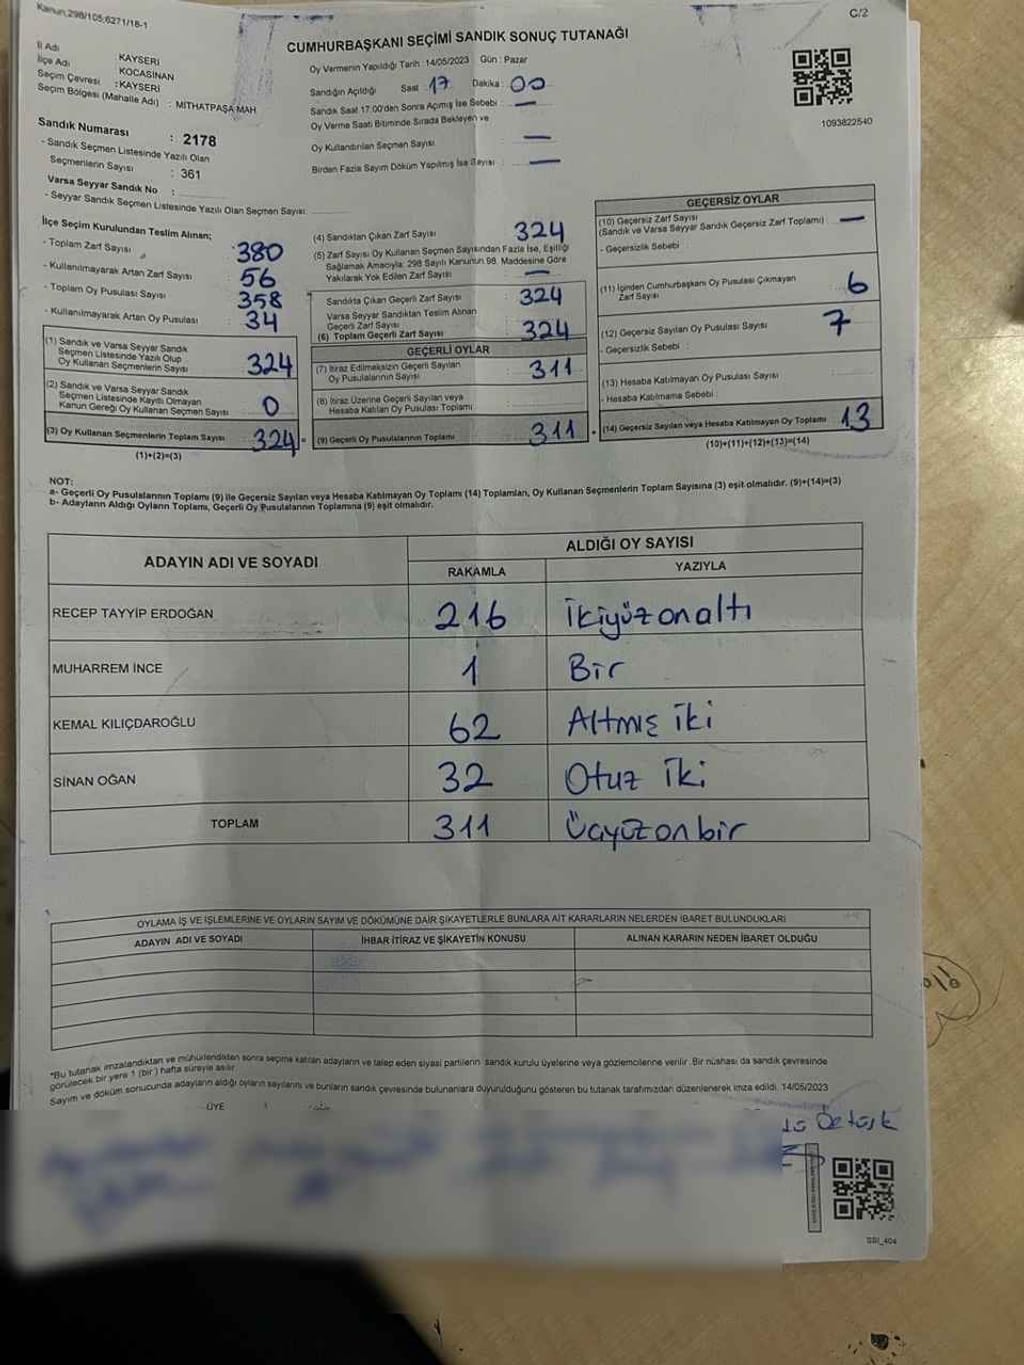 Kanun,298/105;6271/18-1
C/2
CUMHURBAŞKANI SEÇİMİ SANDIK SONUÇ TUTANAĞI
İl Adı : KAYSERİ
İlçe Adı : KOCASİNAN
Seçim Çevresi : KAYSERİ
Seçim Bölgesi (Mahalle Adı) : MİTHATPAŞA MAH
Sandık Numarası : 2178
- Sandık Seçmen Listesinde Yazılı Olan
Seçmenlerin Sayısı : 361
Varsa Seyyar Sandık No :
- Seyyar Sandık Seçmen Listesinde Yazılı Olan Seçmen Sayısı:
Oy Vermenin Yapıldığı Tarih : 14/05/2023 Gün : Pazar
Sandığın Açıldığı Saat : 17 Dakika : 00
Sandık Saat 17.00'den Sonra Açılmış İse Sebebi : —
Oy Verme Saati Bitiminde Sırada Bekleyen ve
Oy Kullandırılan Seçmen Sayısı : —
Birden Fazla Sayım Döküm Yapılmış İse Sayısı : —
1093822540
İlçe Seçim Kurulundan Teslim Alınan;
- Toplam Zarf Sayısı : 380
- Kullanılmayarak Artan Zarf Sayısı : 56
- Toplam Oy Pusulası Sayısı : 358
- Kullanılmayarak Artan Oy Pusulası : 34
(1) Sandık ve Varsa Seyyar Sandık
Seçmen Listesinde Yazılı Olup
Oy Kullanan Seçmenlerin Sayısı : 324
(2) Sandık ve Varsa Seyyar Sandık
Seçmen Listesinde Kayıtlı Olmayan
Kanun Gereği Oy Kullanan Seçmen Sayısı : 0
(3) Oy Kullanan Seçmenlerin Toplam Sayısı : 324
(1)+(2)=(3)
(4) Sandıktan Çıkan Zarf Sayısı : 324
(5) Zarf Sayısı Oy Kullanan Seçmen Sayısından Fazla İse, Eşitliği
Sağlamak Amacıyla; 298 Sayılı Kanunun 98. Maddesine Göre
Yakılarak Yok Edilen Zarf Sayısı : —
Sandıkta Çıkan Geçerli Zarf Sayısı : 324
Varsa Seyyar Sandıktan Teslim Alınan
Geçerli Zarf Sayısı :
(6) Toplam Geçerli Zarf Sayısı : 324
GEÇERLİ OYLAR
(7) İtiraz Edilmeksizin Geçerli Sayılan
Oy Pusulalarının Sayısı : 311
(8) İtiraz Üzerine Geçerli Sayılan veya
Hesaba Katılan Oy Pusulası Toplamı :
(9) Geçerli Oy Pusulalarının Toplamı : 311
GEÇERSİZ OYLAR
(10) Geçersiz Zarf Sayısı
(Sandık ve Varsa Seyyar Sandık Geçersiz Zarf Toplamı) : —
- Geçersizlik Sebebi :
(11) İçinden Cumhurbaşkanı Oy Pusulası Çıkmayan
Zarf Sayısı : 6
(12) Geçersiz Sayılan Oy Pusulası Sayısı : 7
- Geçersizlik Sebebi :
(13) Hesaba Katılmayan Oy Pusulası Sayısı :
- Hesaba Katılmama Sebebi :
(14) Geçersiz Sayılan veya Hesaba Katılmayan Oy Toplamı : 13
(10)+(11)+(12)+(13)=(14)
NOT:
a- Geçerli Oy Pusulalarının Toplamı (9) ile Geçersiz Sayılan veya Hesaba Katılmayan Oy Toplamı (14) Toplamları, Oy Kullanan Seçmenlerin Toplam Sayısına (3) eşit olmalıdır. (9)+(14)=(3)
b- Adayların Aldığı Oyların Toplamı, Geçerli Oy Pusulalarının Toplamına (9) eşit olmalıdır.
ADAYIN ADI VE SOYADI ALDIĞI OY SAYISI
RAKAMLA YAZIYLA
RECEP TAYYİP ERDOĞAN 216 İkiyüzonaltı
MUHARREM İNCE 1 Bir
KEMAL KILIÇDAROĞLU 62 Altmış iki
SİNAN OĞAN 32 Otuz İki
TOPLAM 311 Üçyüzonbir
OYLAMA İŞ VE İŞLEMLERİNE VE OYLARIN SAYIM VE DÖKÜMÜNE DAİR ŞİKAYETLERLE BUNLARA AİT KARARLARIN NELERDEN İBARET BULUNDUKLARI
ADAYIN ADI VE SOYADI İHBAR İTİRAZ VE ŞİKAYETİN KONUSU ALINAN KARARIN NEDEN İBARET OLDUĞU
"Bu tutanak imzalandıktan ve mühürlendikten sonra seçime katılan adayların ve talep eden siyasi partilerin sandık kurulu üyelerine veya gözlemcilerine verilir. Bir nüshası da sandık çevresinde
görülecek bir yere 1 (bir) hafta süreyle asılır.
Sayım ve döküm sonucunda adayların aldığı oyların sayılarını ve bunların sandık çevresinde bulunanlara duyurulduğunu gösteren bu tutanak tarafımızdan düzenlenerek imza edildi. 14/05/2023
ÜYE
SSI_404